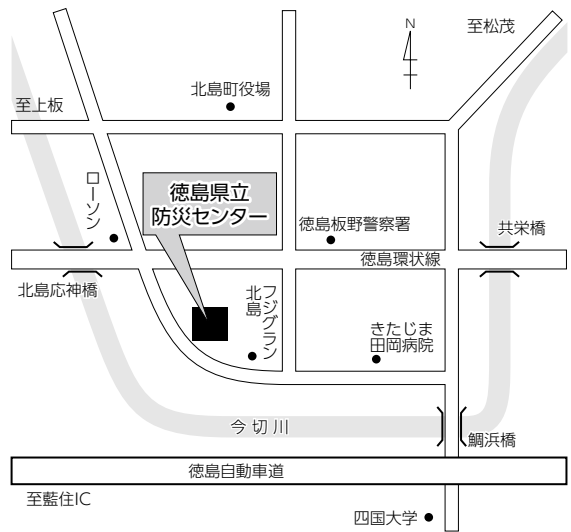 N
至松茂
北島町役場
至上板
ローソン
徳島県立
防災センター
徳島板野警察署
共栄橋
徳島環状線
北島応神橋
フジグラン
北島
きたじま
田岡病院
今切川
鯛浜橋
徳島自動車道
至藍住IC
四国大学